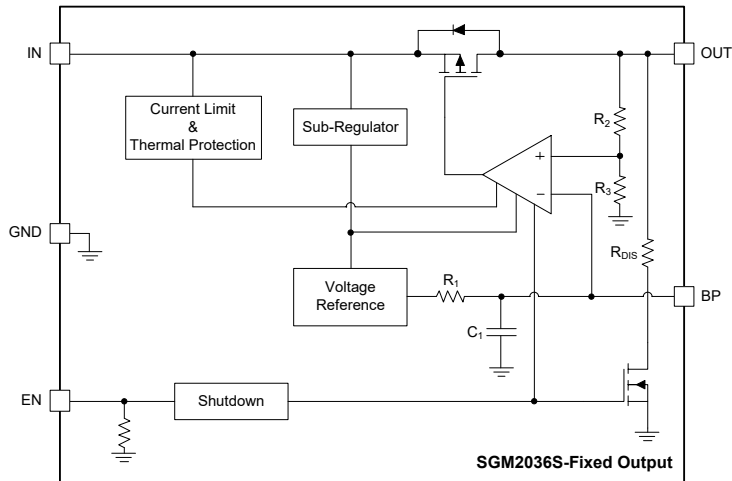 IN
OUT
Current Limit
&
Thermal Protection
Sub-Regulator
R2
+
R3
−
GND
RDIS
Voltage
Reference
R1
BP
C1
EN
Shutdown
SGM2036S-Fixed Output